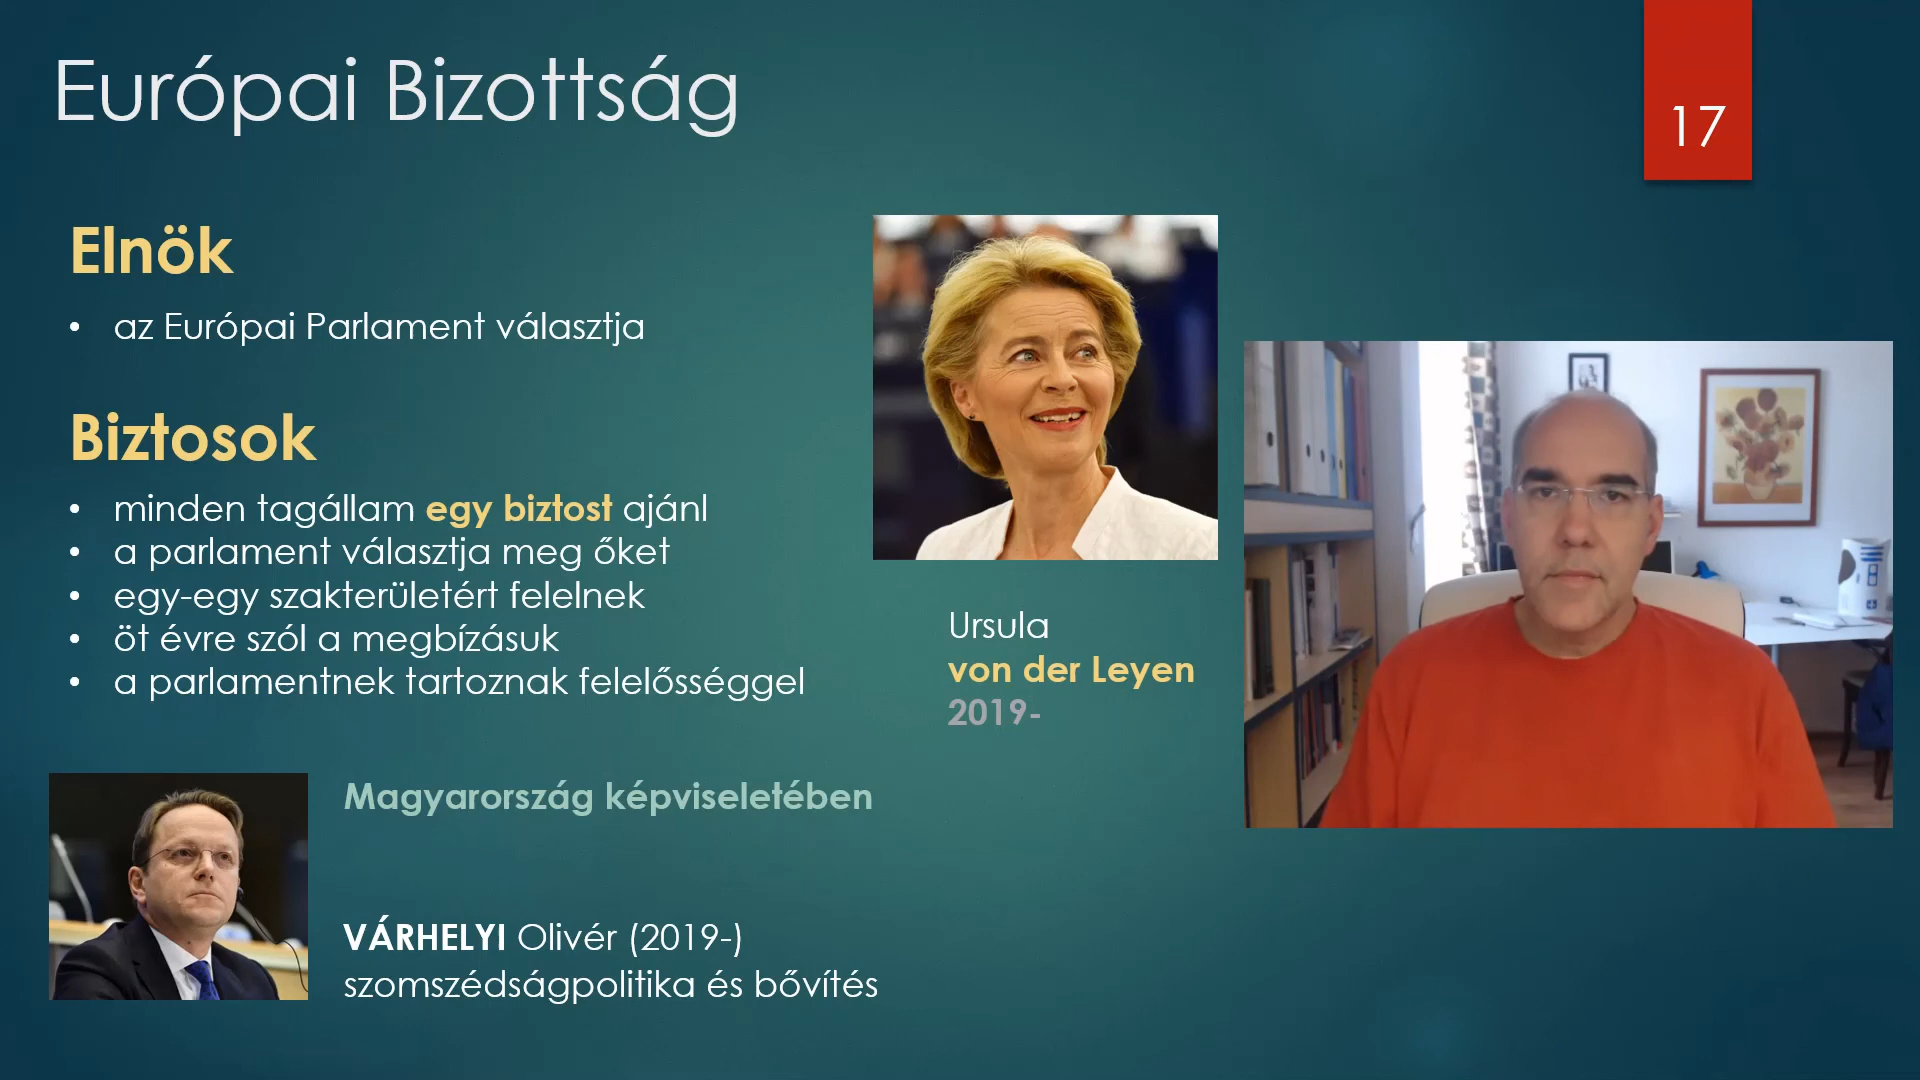 Európai Bizottság
17
Elnök
• az Európai Parlament választja
Biztosok
• minden tagállam egy biztost ajánl
• a parlament választja meg őket
• egy-egy szakterületért felelnek
• öt évre szól a megbízásuk
• a parlamentnek tartoznak felelősséggel
Ursula
von der Leyen
2019-
Magyarország képviseletében
VÁRHELYI Olivér (2019-)
szomszédságpolitika és bővítés